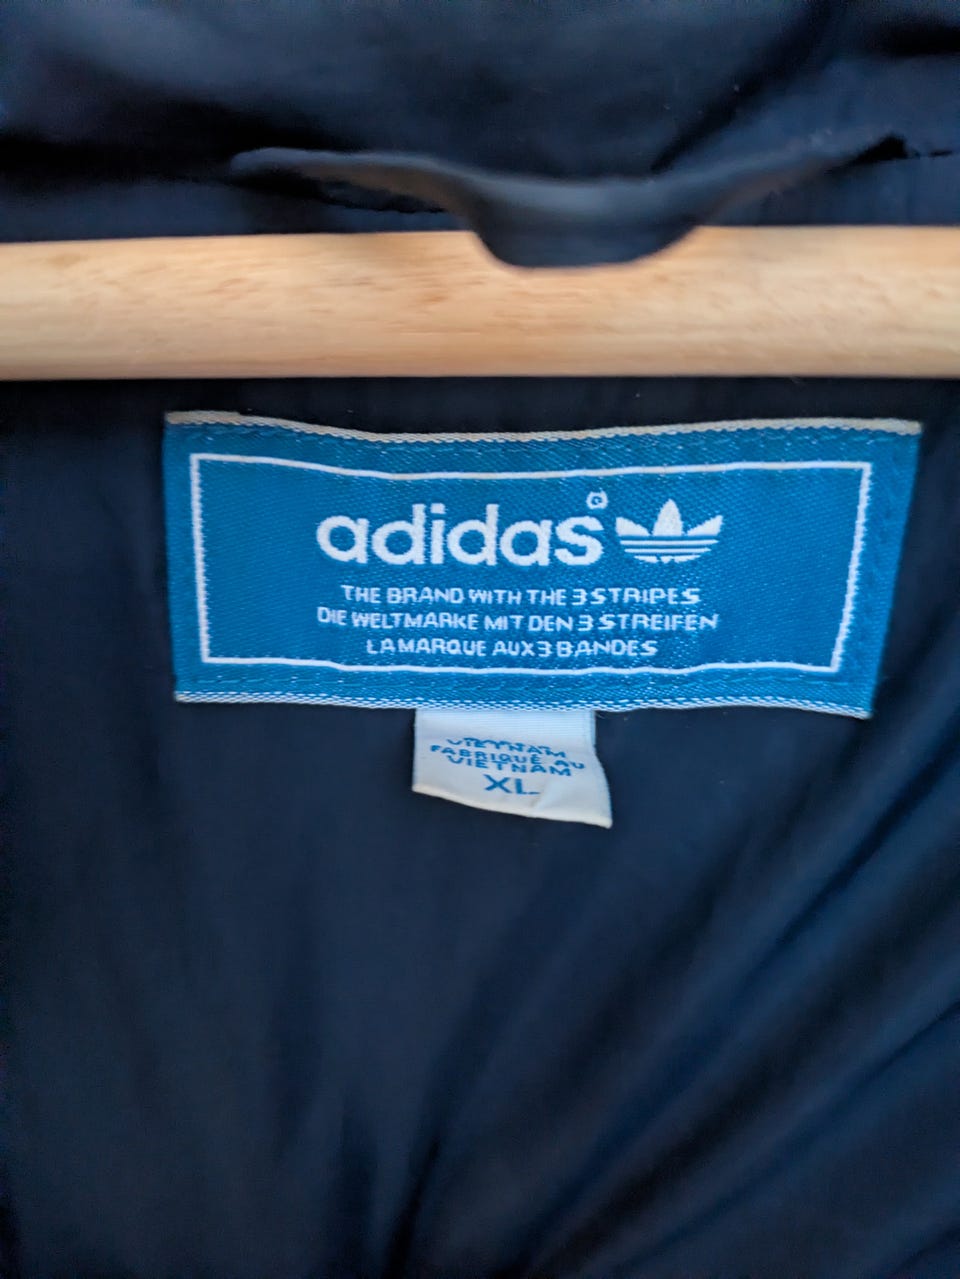 adidas®
THE BRAND WITH THE 3 STRIPES
DIE WELTMARKE MIT DEN 3 STREIFEN
LA MARQUE AUX 3 BANDES
VIETNAM
FABRIQUÉ AU
VIETNAM
XL